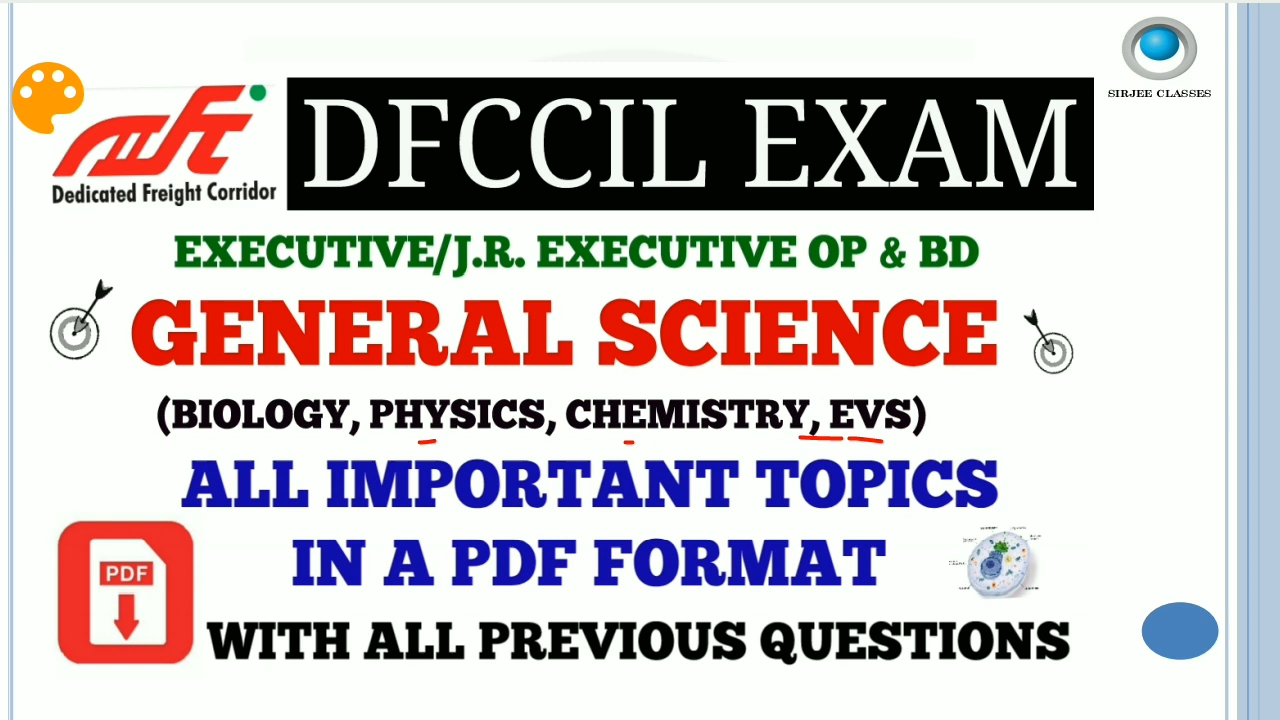 SIRJEE CLASSES
DFCCIL EXAM
Dedicated Freight Corridor
EXECUTIVE/J.R. EXECUTIVE OP & BD
GENERAL SCIENCE
(BIOLOGY, PHYSICS, CHEMISTRY, EVS)
ALL IMPORTANT TOPICS
IN A PDF FORMAT
PDF
WITH ALL PREVIOUS QUESTIONS